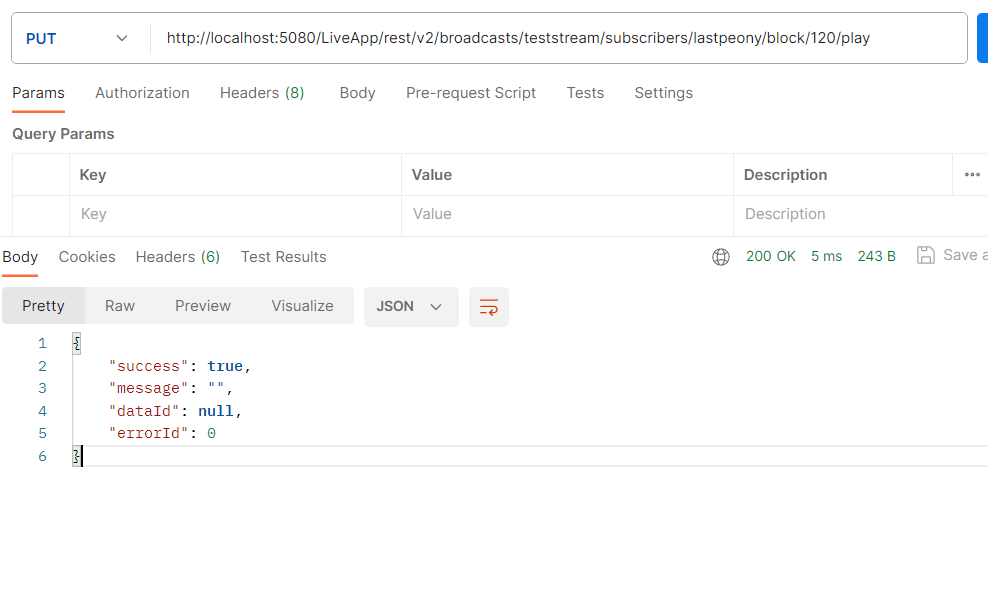 PUT http://localhost:5080/LiveApp/rest/v2/broadcasts/teststream/subscribers/lastpeony/block/120/play
Params Authorization Headers (8) Body Pre-request Script Tests Settings
Query Params
Key Value Description
Key Value Description
Body Cookies Headers (6) Test Results 200 OK 5 ms 243 B Save a
Pretty Raw Preview Visualize JSON
1 {
2 "success": true,
3 "message": "",
4 "dataId": null,
5 "errorId": 0
6 }